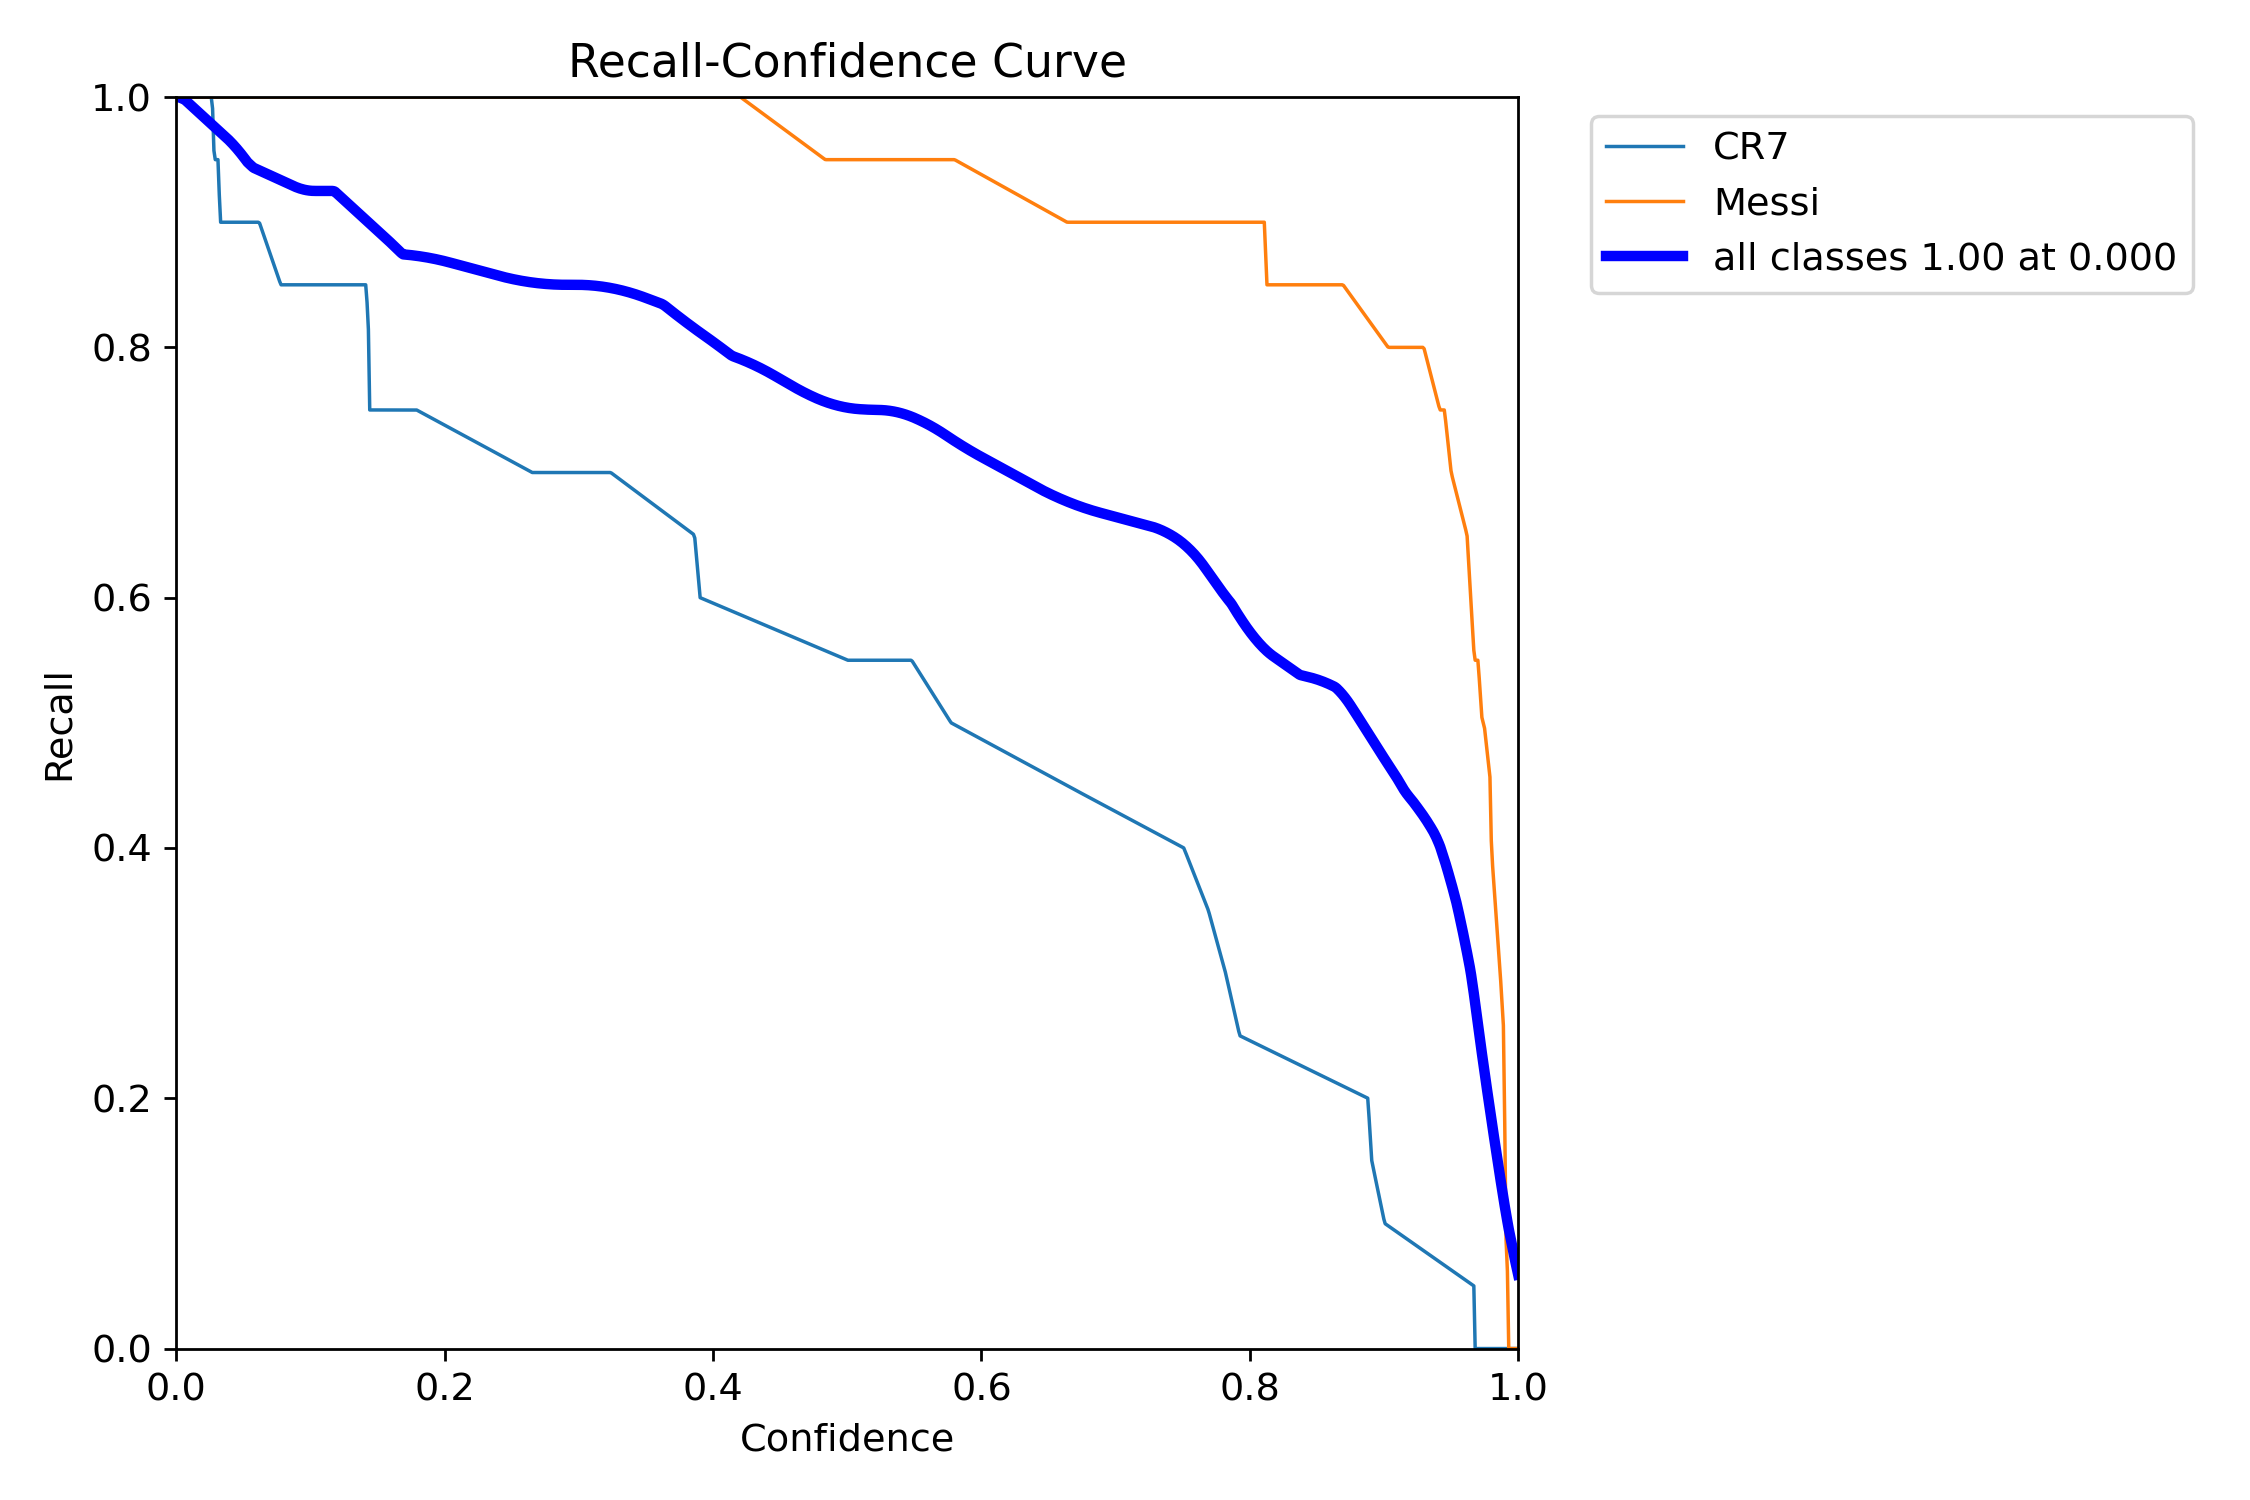 Recall-Confidence Curve
CR7
Messi
all classes 1.00 at 0.000
1.0
0.8
0.6
0.4
0.2
0.0
Recall
0.0 0.2 0.4 0.6 0.8 1.0
Confidence